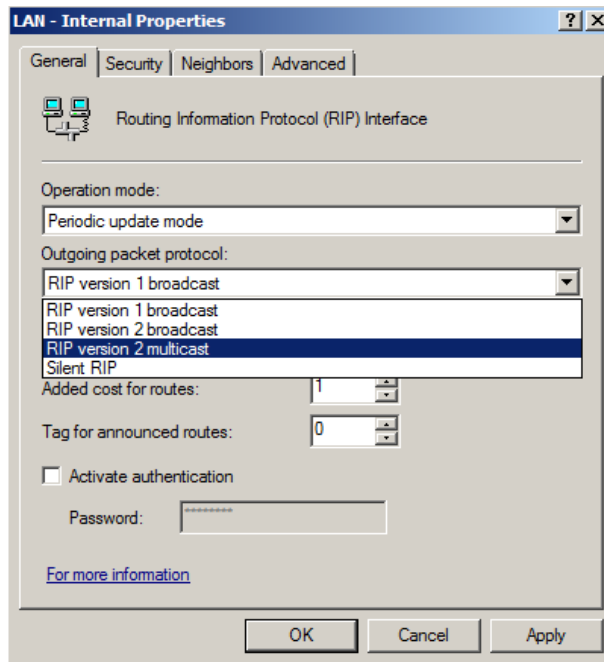 LAN - Internal Properties
General Security Neighbors Advanced
Routing Information Protocol (RIP) Interface
Operation mode:
Periodic update mode
Outgoing packet protocol:
RIP version 1 broadcast
RIP version 1 broadcast
RIP version 2 broadcast
RIP version 2 multicast
Silent RIP
Added cost for routes: 1
Tag for announced routes: 0
Activate authentication
Password: ********
For more information
OK Cancel Apply